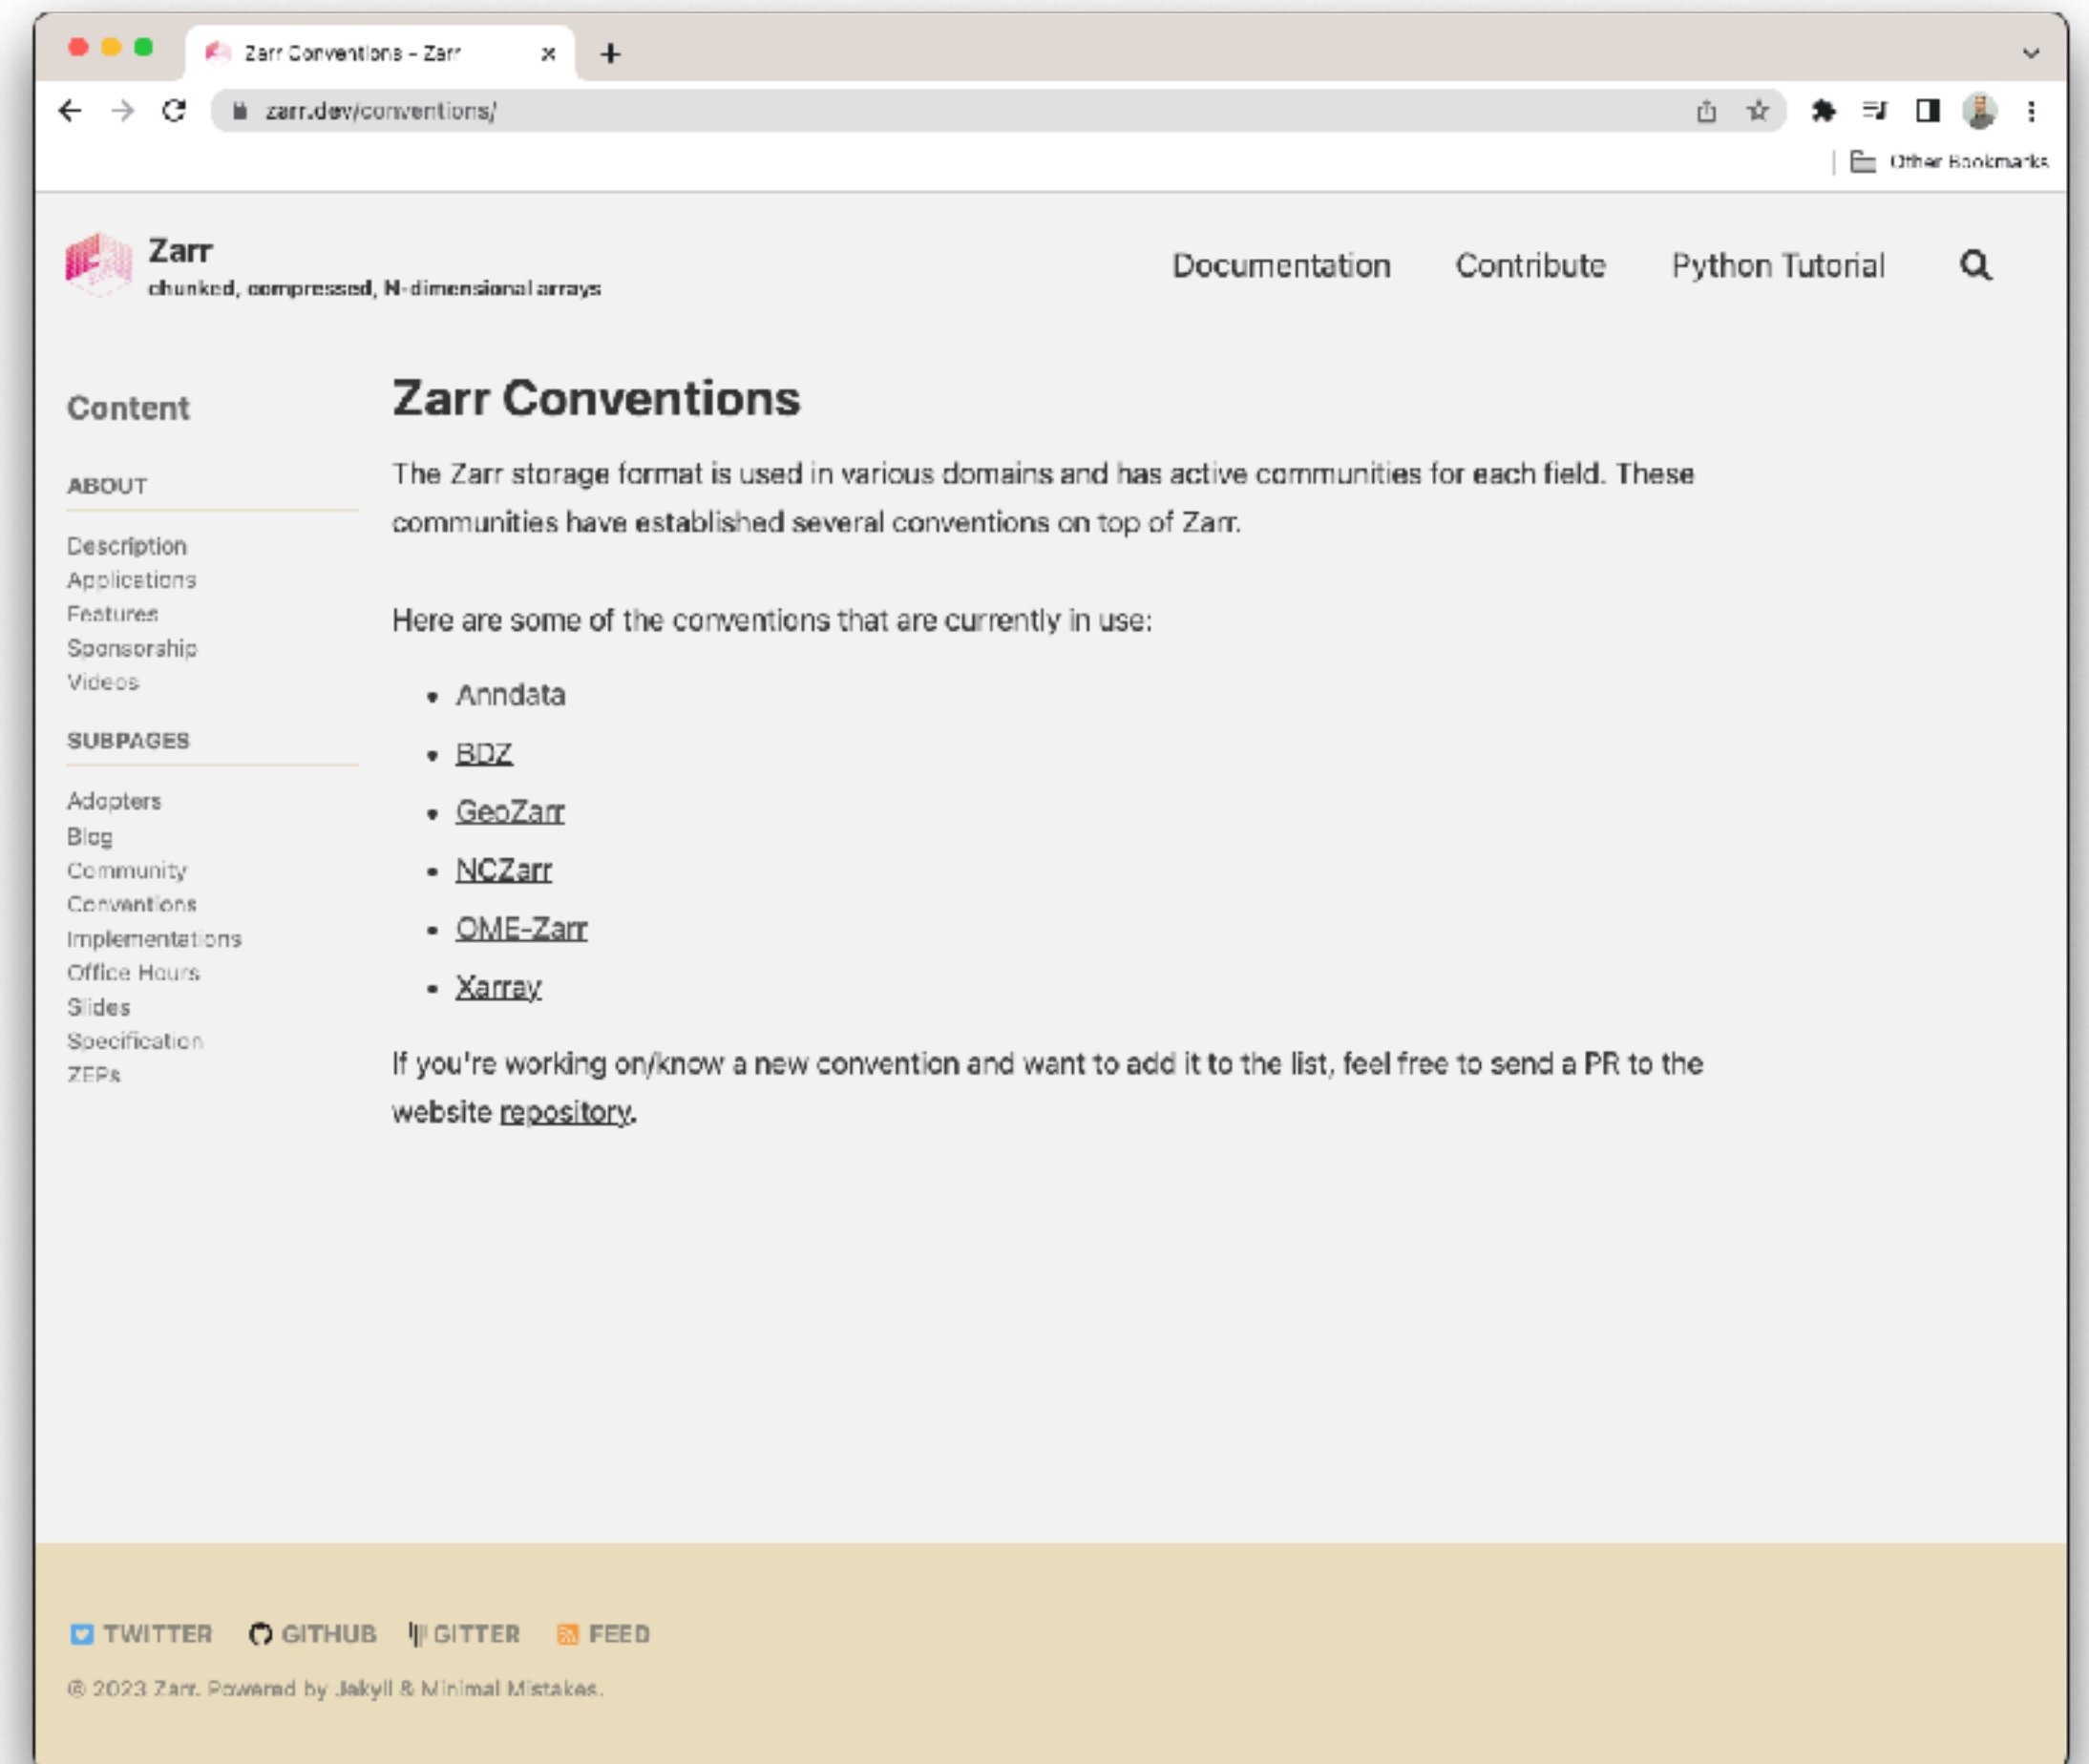 Zarr Conventions – Zarr
zarr.dev/conventions/
Other Bookmarks
Zarr
chunked, compressed, N-dimensional arrays
Documentation Contribute Python Tutorial
Content
ABOUT
Description
Applications
Features
Sponsorship
Videos
SUBPAGES
Adopters
Blog
Community
Conventions
Implementations
Office Hours
Slides
Specification
ZEPs
Zarr Conventions
The Zarr storage format is used in various domains and has active communities for each field. These
communities have established several conventions on top of Zarr.
Here are some of the conventions that are currently in use:
• Anndata
• BDZ
• GeoZarr
• NCZarr
• OME-Zarr
• Xarray
If you're working on/know a new convention and want to add it to the list, feel free to send a PR to the
website repository.
TWITTER GITHUB GITTER FEED
© 2023 Zarr. Powered by Jekyll & Minimal Mistakes.